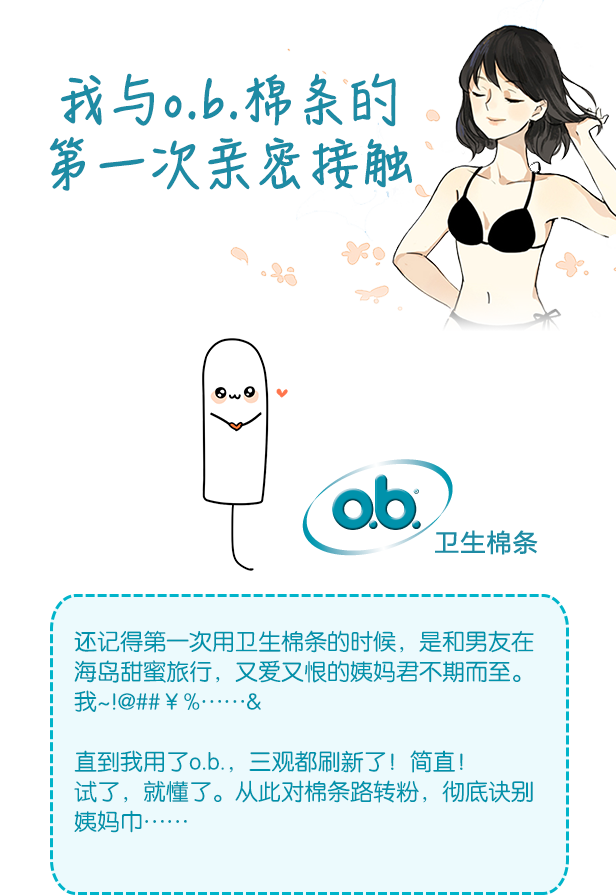 我与o.b.棉条的
第一次亲密接触
o.b.®
卫生棉条
还记得第一次用卫生棉条的时候，是和男友在
海岛甜蜜旅行，又爱又恨的姨妈君不期而至。
我~!@##￥%……&
直到我用了o.b.，三观都刷新了！简直！
试了，就懂了。从此对棉条路转粉，彻底诀别
姨妈巾……